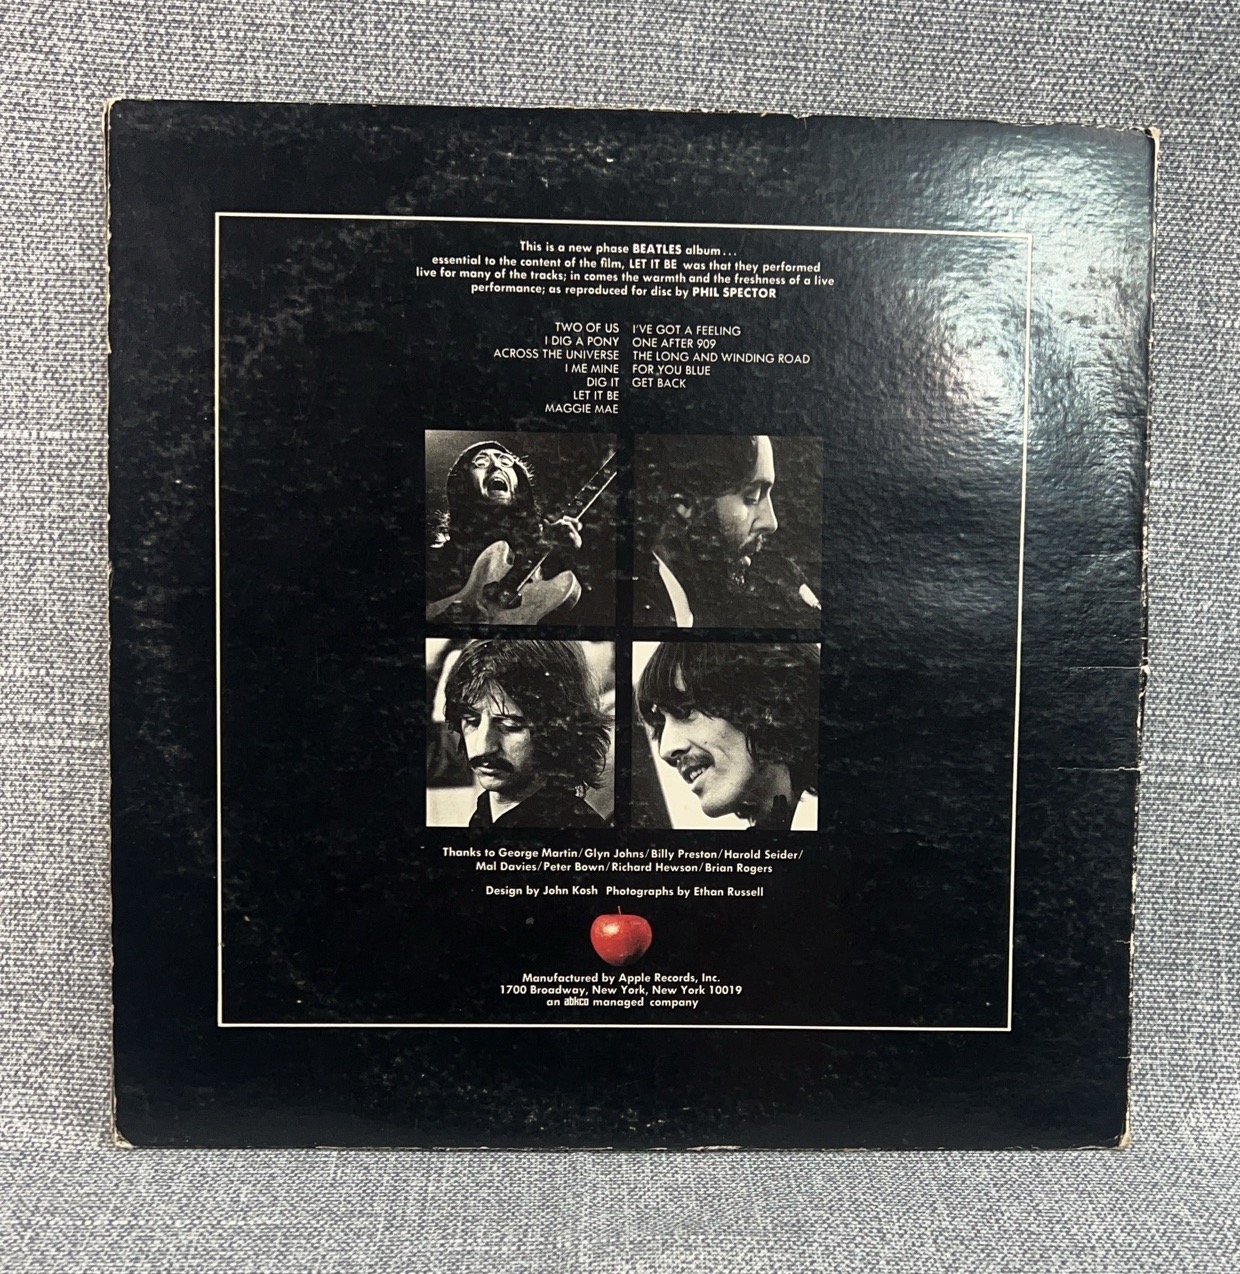 This is a new phase BEATLES album...
essential to the content of the film, LET IT BE was that they performed
live for many of the tracks; in comes the warmth and the freshness of a live
performance; as reproduced for disc by PHIL SPECTOR
TWO OF US
I DIG A PONY
ACROSS THE UNIVERSE
I ME MINE
DIG IT
LET IT BE
MAGGIE MAE
I'VE GOT A FEELING
ONE AFTER 909
THE LONG AND WINDING ROAD
FOR YOU BLUE
GET BACK
Thanks to George Martin/Glyn Johns/Billy Preston/Harold Seider/
Mal Davies/Peter Bown/Richard Hewson/Brian Rogers
Design by John Kosh Photographs by Ethan Russell
Manufactured by Apple Records, Inc.
1700 Broadway, New York, New York 10019
an abkco managed company